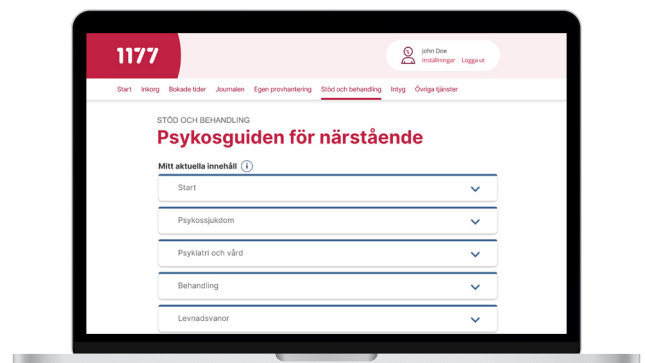 1177
john Doe
Inställningar Logga ut
Start Inkorg Bokade tider Journalen Egen provhantering Stöd och behandling Intyg Övriga tjänster
STÖD OCH BEHANDLING
Psykosguiden för närstående
Mitt aktuella innehåll i
Start
Psykossjukdom
Psykiatri och vård
Behandling
Levnadsvanor